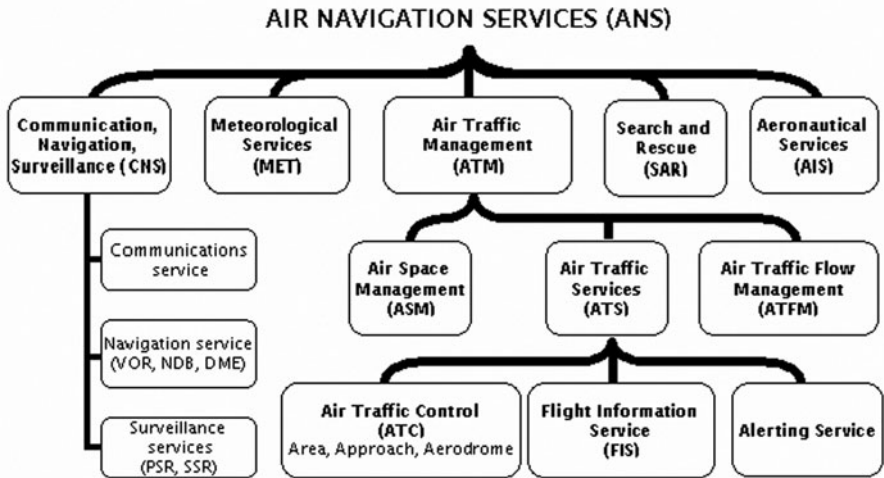 AIR NAVIGATION SERVICES (ANS)
Communication,
Navigation,
Surveillance (CNS)
Meteorological
Services
(MET)
Air Traffic
Management
(ATM)
Search and
Rescue
(SAR)
Aeronautical
Services
(AIS)
Communications
service
Navigation service
(VOR, NDB, DME)
Surveillance
services
(PSR, SSR)
Air Space
Management
(ASM)
Air Traffic
Services
(ATS)
Air Traffic Flow
Management
(ATFM)
Air Traffic Control
(ATC)
Area, Approach, Aerodrome
Flight Information
Service
(FIS)
Alerting Service